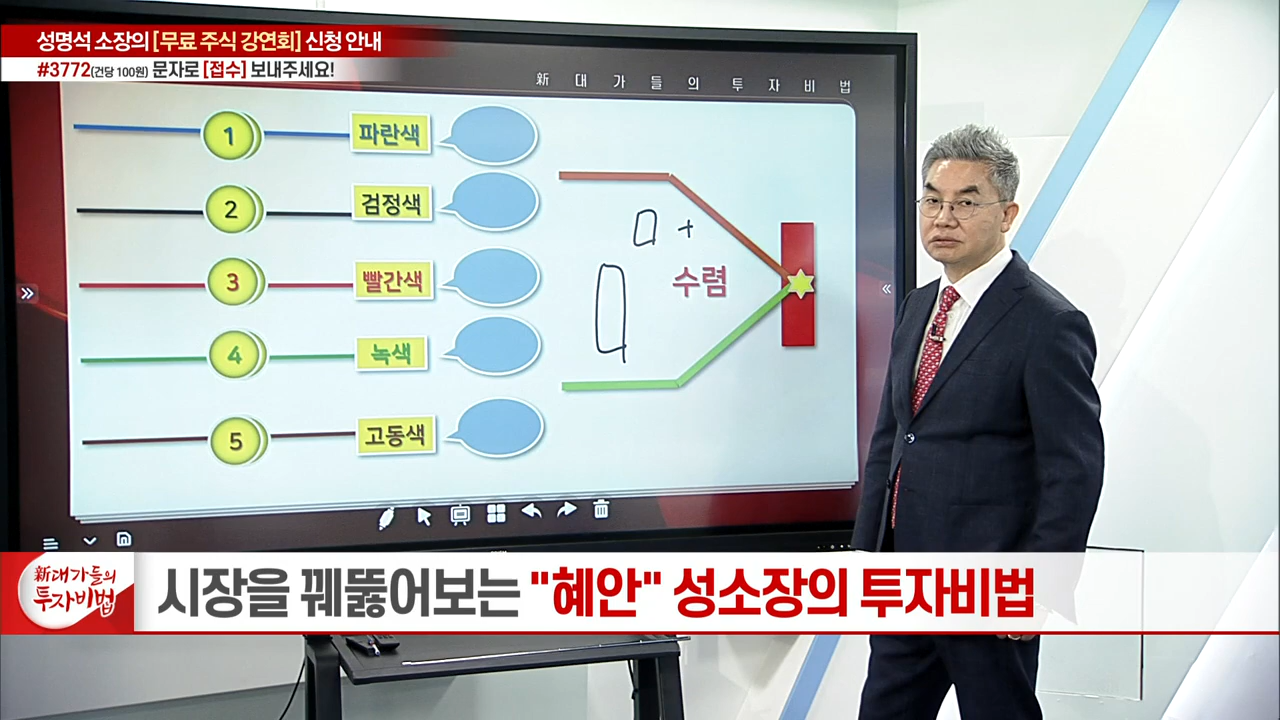 성명석 소장의 [무료 주식 강연회] 신청 안내
#3772(건당 100원) 문자로 [접수] 보내주세요!
新 대가들의 투자비법
1 파란색
2 검정색
3 빨간색
4 녹색
5 고동색
수렴
新대가들의
투자비법
시장을 꿰뚫어보는 "혜안" 성소장의 투자비법